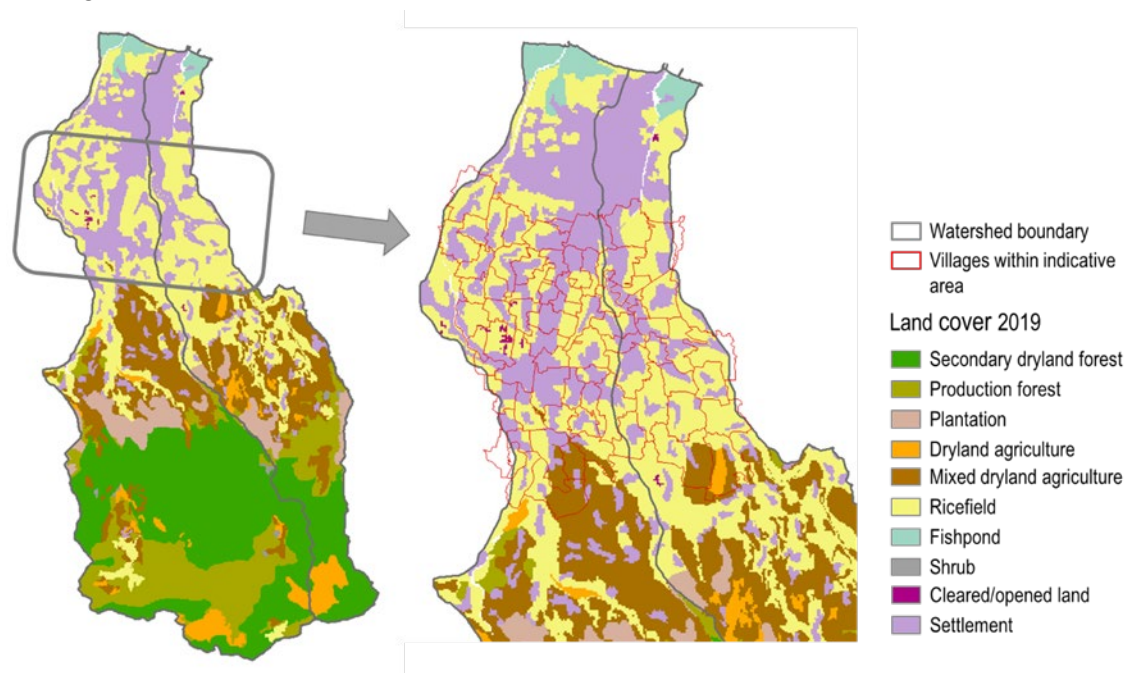 Watershed boundary
Villages within indicative
area
Land cover 2019
Secondary dryland forest
Production forest
Plantation
Dryland agriculture
Mixed dryland agriculture
Ricefield
Fishpond
Shrub
Cleared/opened land
Settlement